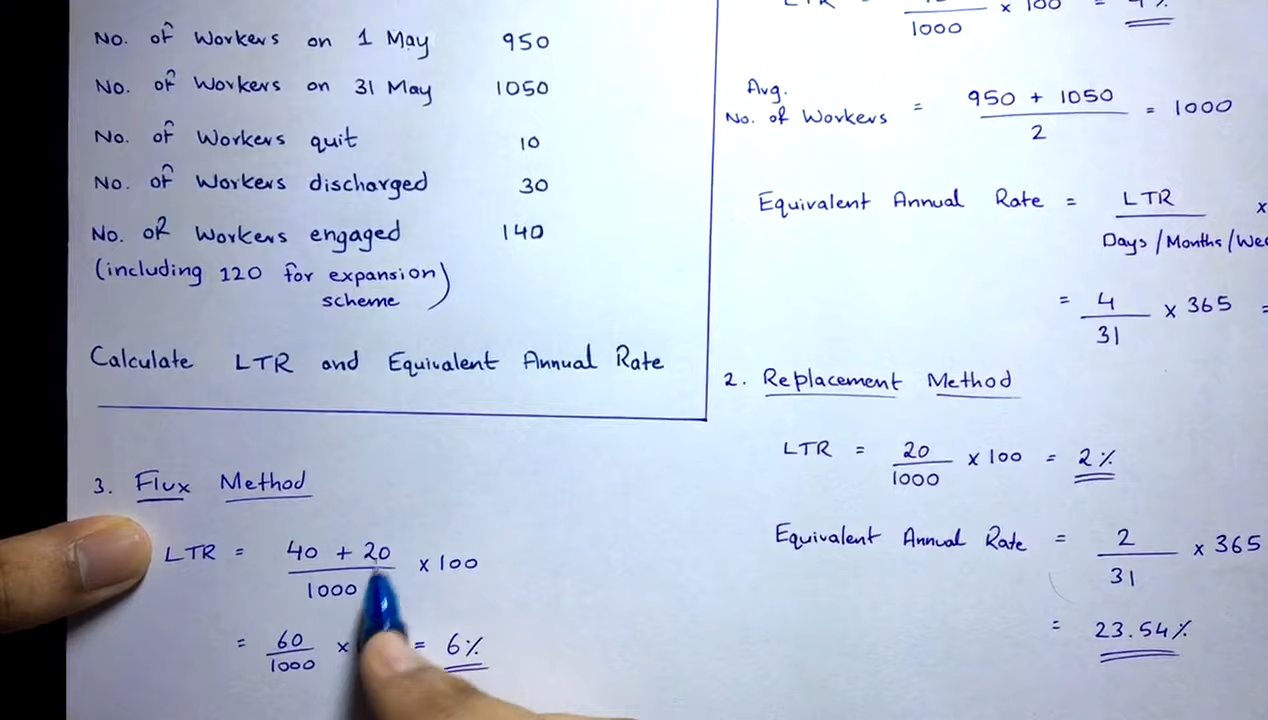 No. of Workers on 1 May 950
No. of Workers on 31 May 1050
No. of Workers quit 10
No. of Workers discharged 30
No. of Workers engaged 140
(including 120 for expansion scheme)
Calculate LTR and Equivalent Annual Rate
3. Flux Method
LTR = 40 + 20 / 1000 x 100
= 60 / 1000 x = 6%
1000 x 100 =
Avg. No. of Workers = 950 + 1050 / 2 = 1000
Equivalent Annual Rate = LTR / Days / Months / x
= 4 / 31 x 365 =
2. Replacement Method
LTR = 20 / 1000 x 100 = 2%
Equivalent Annual Rate = 2 / 31 x 365
= 23.54%